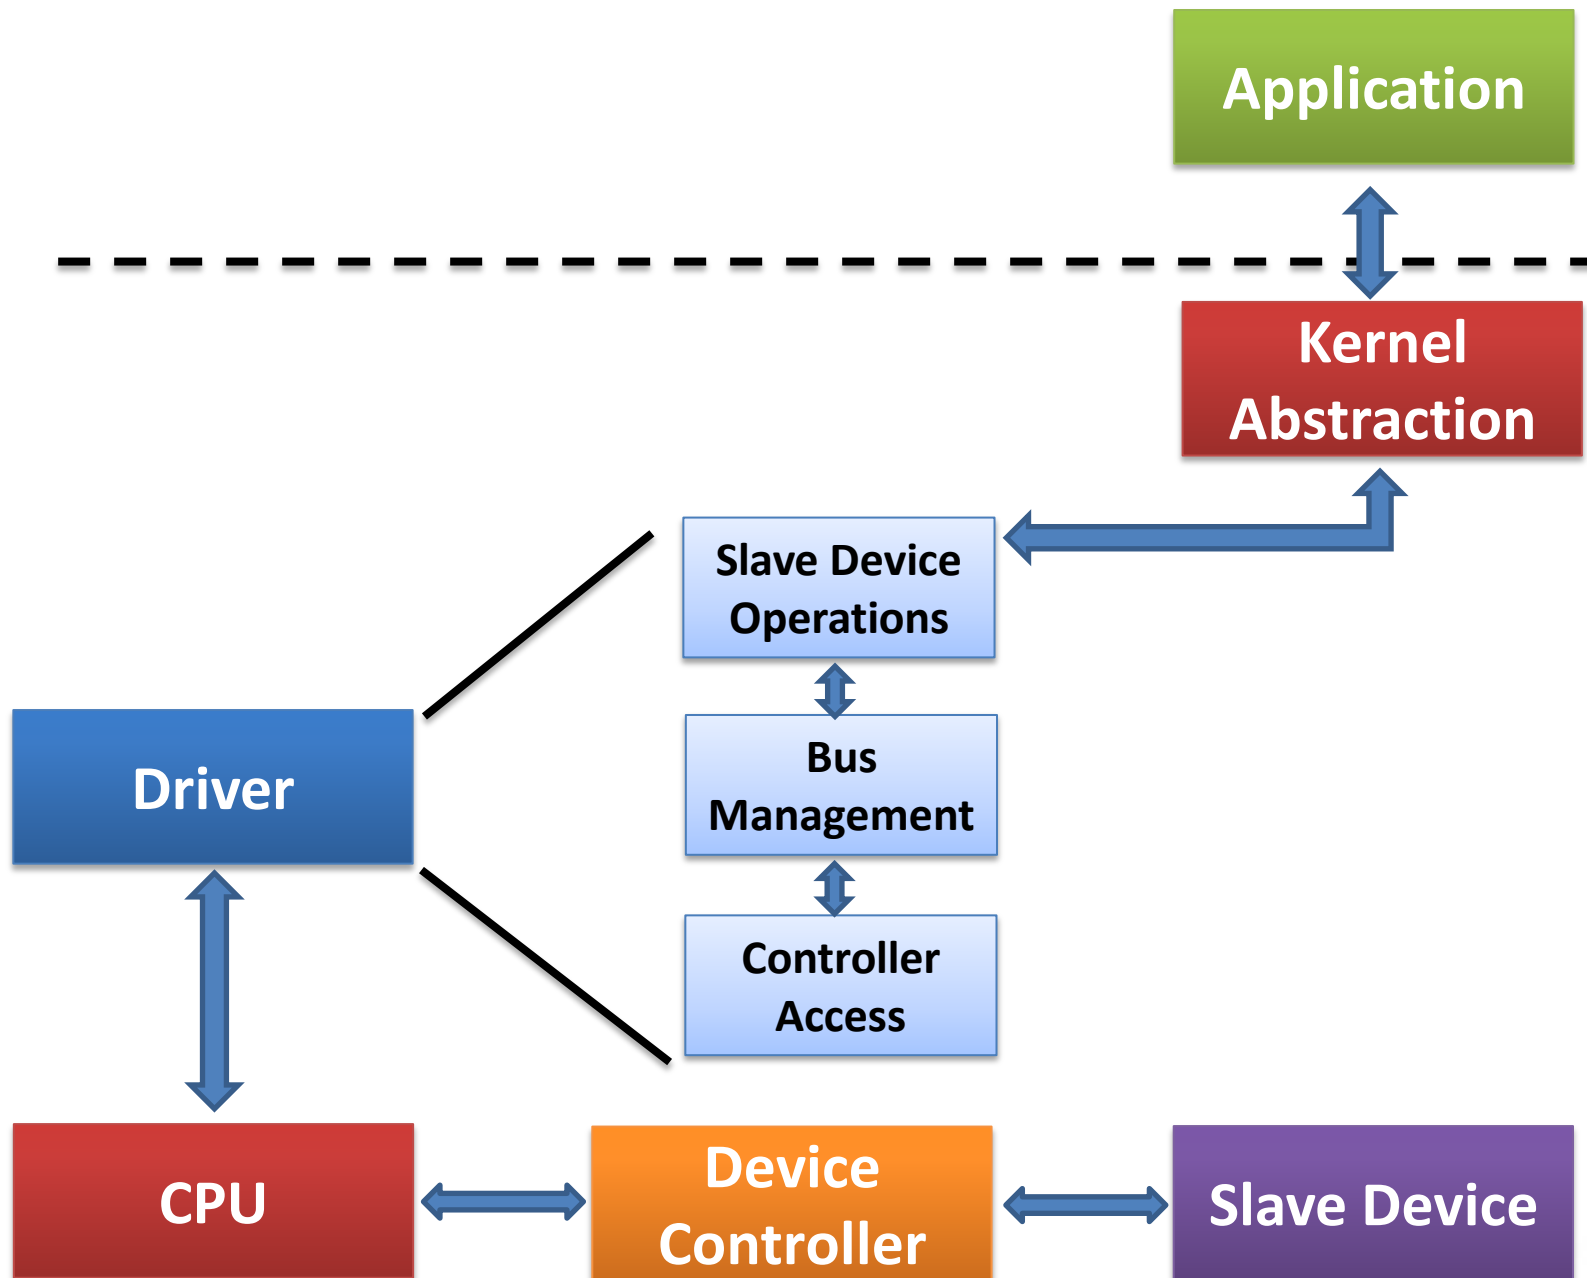 Application
Kernel
Abstraction
Slave Device
Operations
Bus
Management
Driver
Controller
Access
CPU
Device
Controller
Slave Device